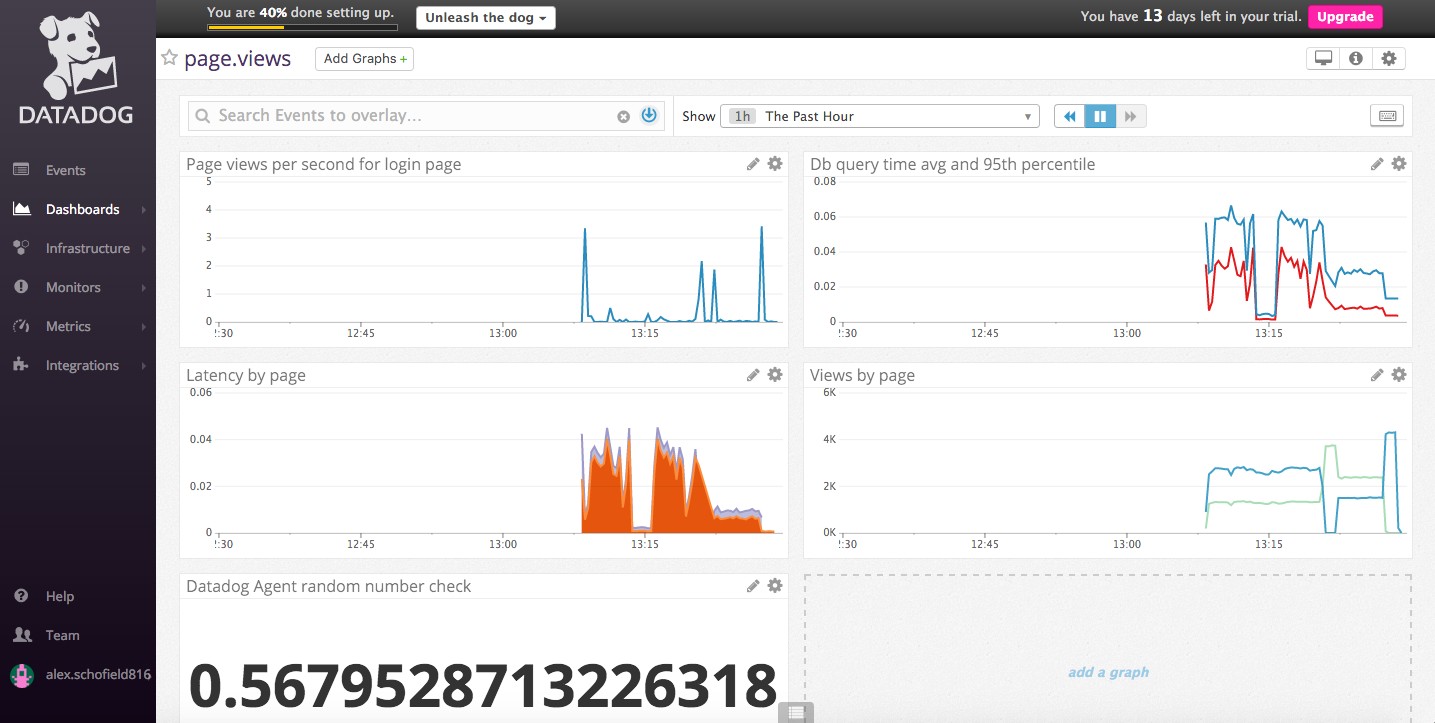 You are 40% done setting up.
Unleash the dog
You have 13 days left in your trial.
Upgrade
DATADOG
Events
Dashboards
Infrastructure
Monitors
Metrics
Integrations
Help
Team
alex.schofield816
page.views
Add Graphs +
Search Events to overlay...
Show
1h The Past Hour
Page views per second for login page
5
4
3
2
1
0
:30 12:45 13:00 13:15
Db query time avg and 95th percentile
0.08
0.06
0.04
0.02
0
:30 12:45 13:00 13:15
Latency by page
0.06
0.04
0.02
0
:30 12:45 13:00 13:15
Views by page
6K
4K
2K
0K
:30 12:45 13:00 13:15
Datadog Agent random number check
0.5679528713226318
add a graph